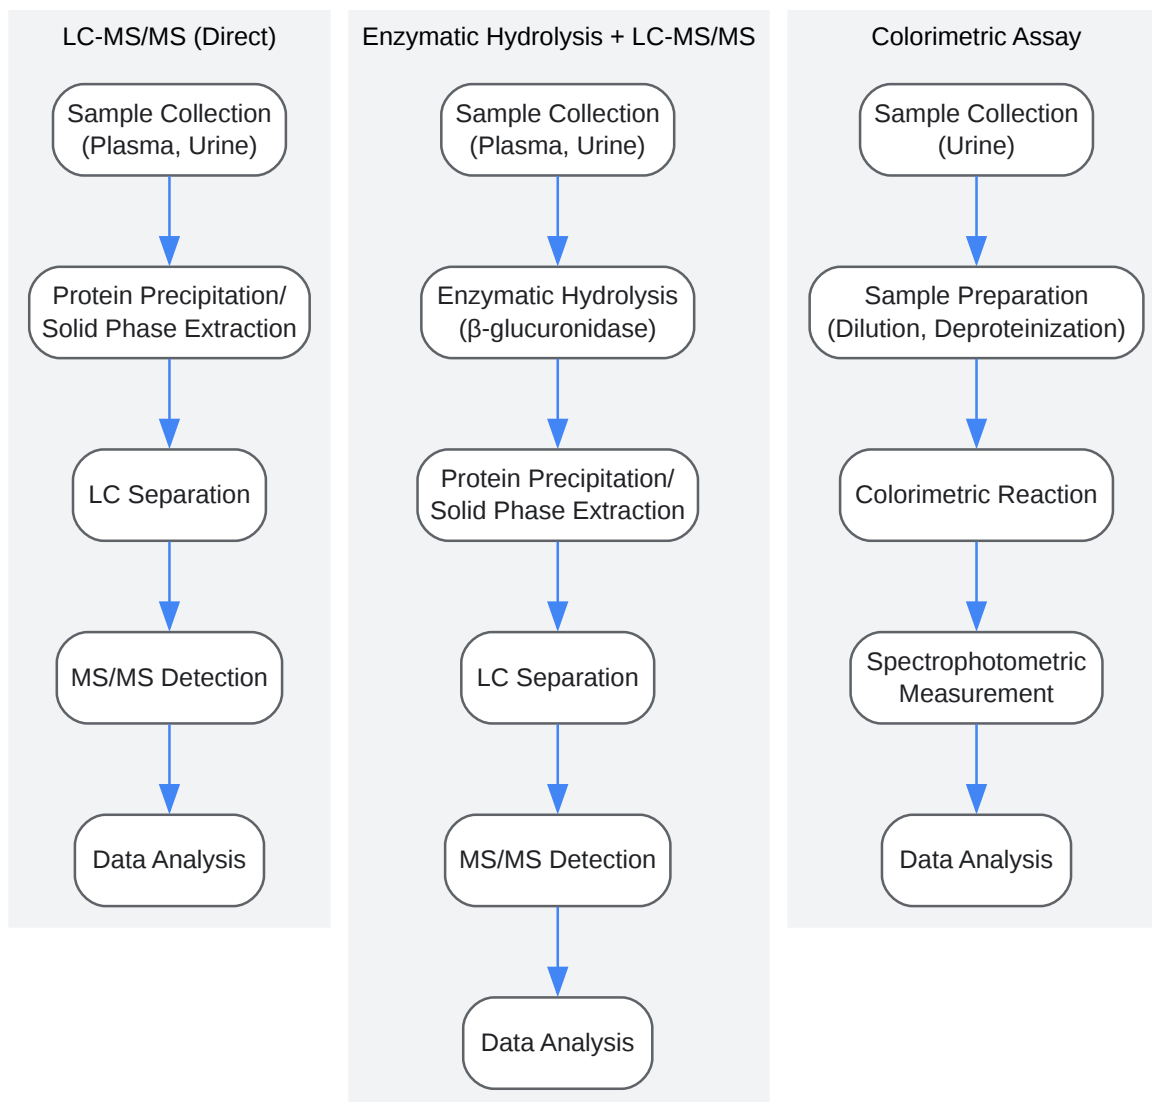 LC-MS/MS (Direct)
Sample Collection
(Plasma, Urine)
Protein Precipitation/
Solid Phase Extraction
LC Separation
MS/MS Detection
Data Analysis
Enzymatic Hydrolysis + LC-MS/MS
Sample Collection
(Plasma, Urine)
Enzymatic Hydrolysis
(β-glucuronidase)
Protein Precipitation/
Solid Phase Extraction
LC Separation
MS/MS Detection
Data Analysis
Colorimetric Assay
Sample Collection
(Urine)
Sample Preparation
(Dilution, Deproteinization)
Colorimetric Reaction
Spectrophotometric
Measurement
Data Analysis